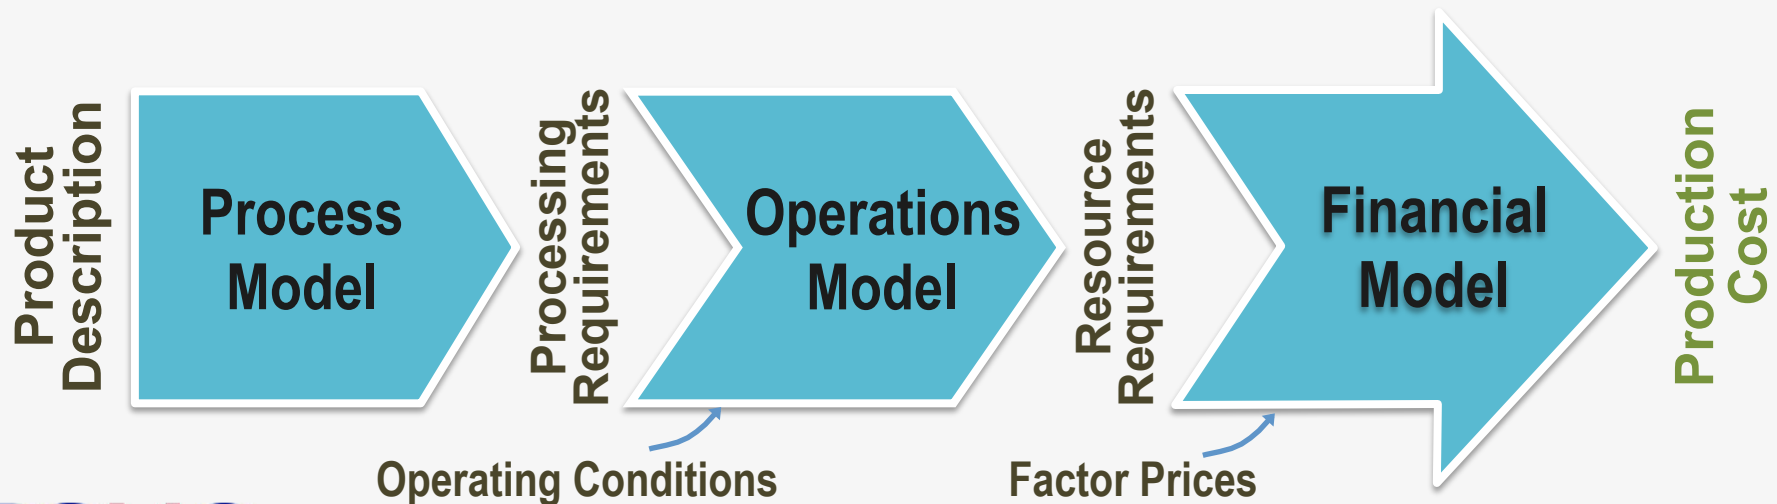 Product
Description
Process
Model
Processing
Requirements
Operations
Model
Resource
Requirements
Financial
Model
Production
Cost
Operating Conditions
Factor Prices